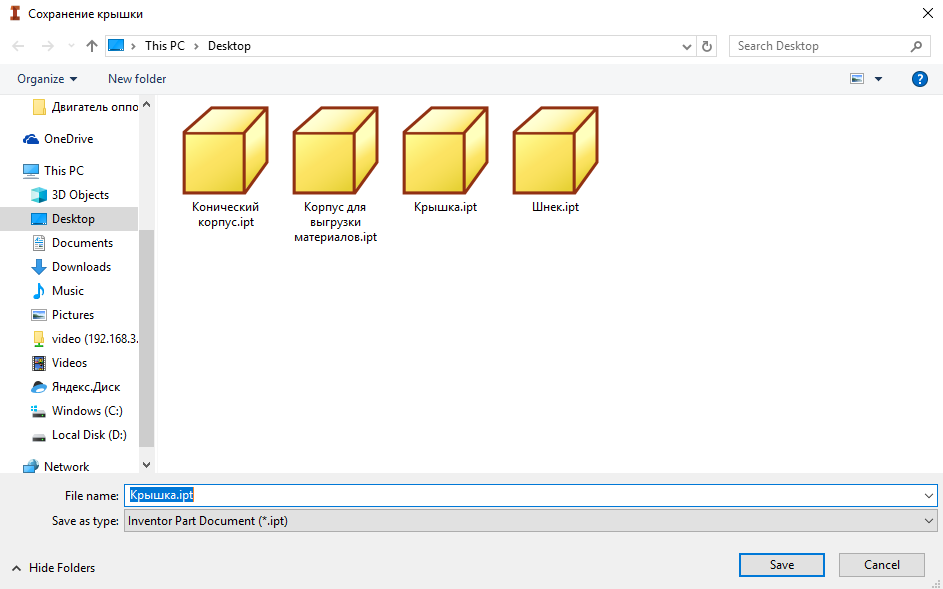 Сохранение крышки
This PC
Desktop
Search Desktop
Organize
New folder
Двигатель оппо
OneDrive
This PC
3D Objects
Desktop
Documents
Downloads
Music
Pictures
video (192.168.3.
Videos
Яндекс.Диск
Windows (C:)
Local Disk (D:)
Network
Конический
корпус.ipt
Корпус для
выгрузки
материалов.ipt
Крышка.ipt
Шнек.ipt
File name: Крышка.ipt
Save as type: Inventor Part Document (*.ipt)
Hide Folders
Save
Cancel